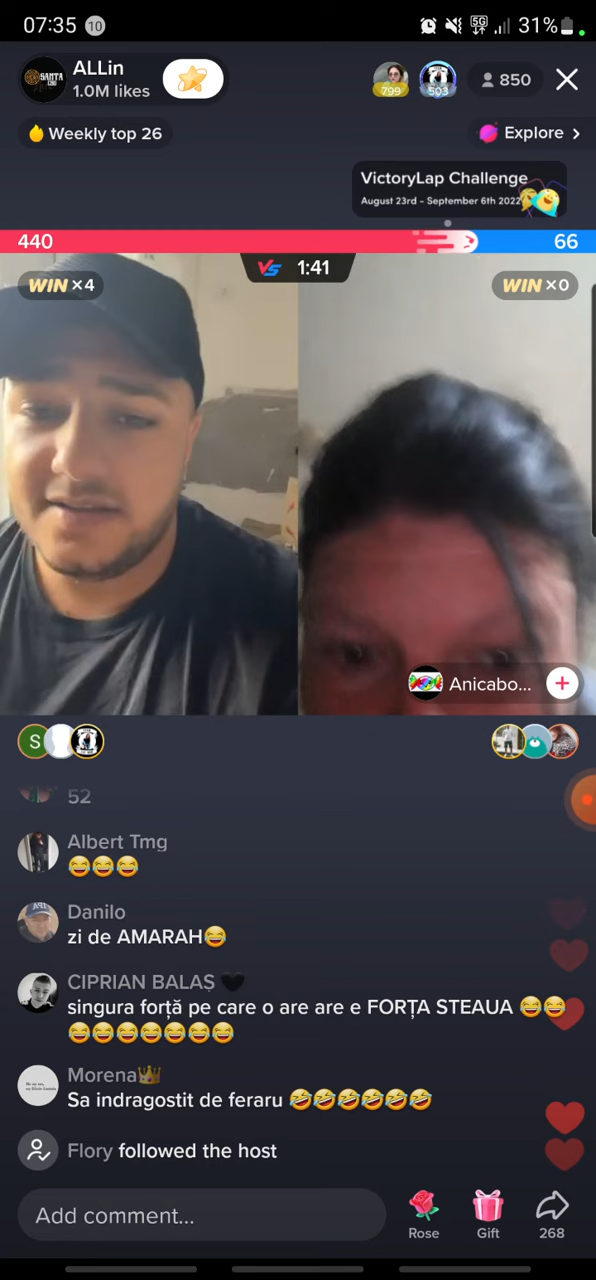 07:35 10 5G 31%
SANTA
ALLin
1.0M likes
799
503
850
Weekly top 26
Explore >
VictoryLap Challenge
August 23rd - September 6th 2022
440
66
VS 1:41
WIN ×4
WIN ×0
Anicabo...
S
52
Albert Tmg
😂😂😂
Danilo
zi de AMARAH😂
CIPRIAN BALAȘ 🖤
singura forță pe care o are are e FORȚA STEAUA 😂😂
😂😂😂😂😂😂😂
Morena👑
Sa indragostit de feraru 🤣🤣🤣🤣🤣🤣
Flory followed the host
Add comment...
Rose
Gift
268